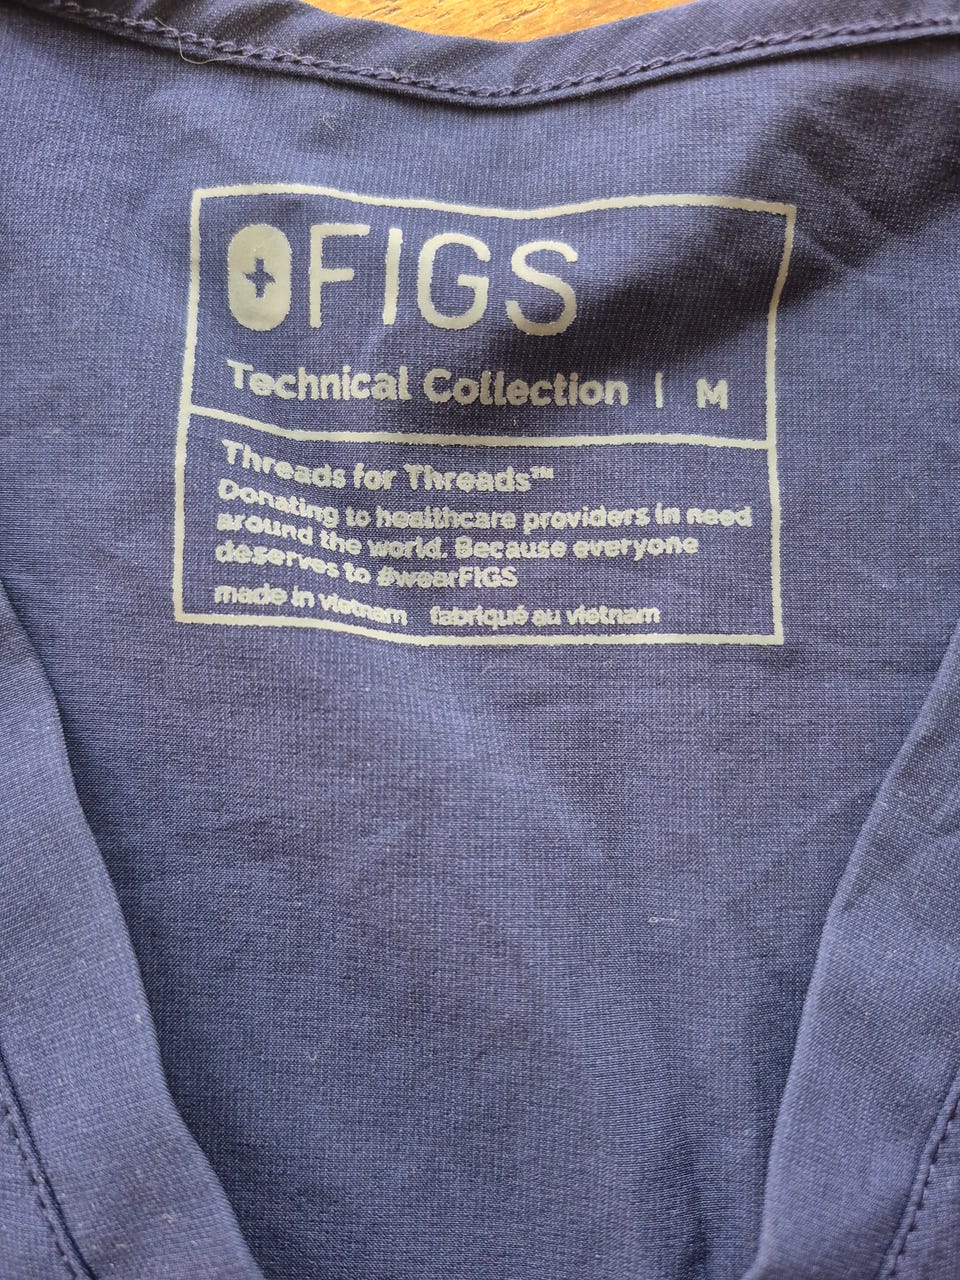 FIGS
Technical Collection | M
Threads for Threads™
Donating to healthcare providers in need
around the world. Because everyone
deserves to #wearFIGS
made in vietnam fabriqué au vietnam